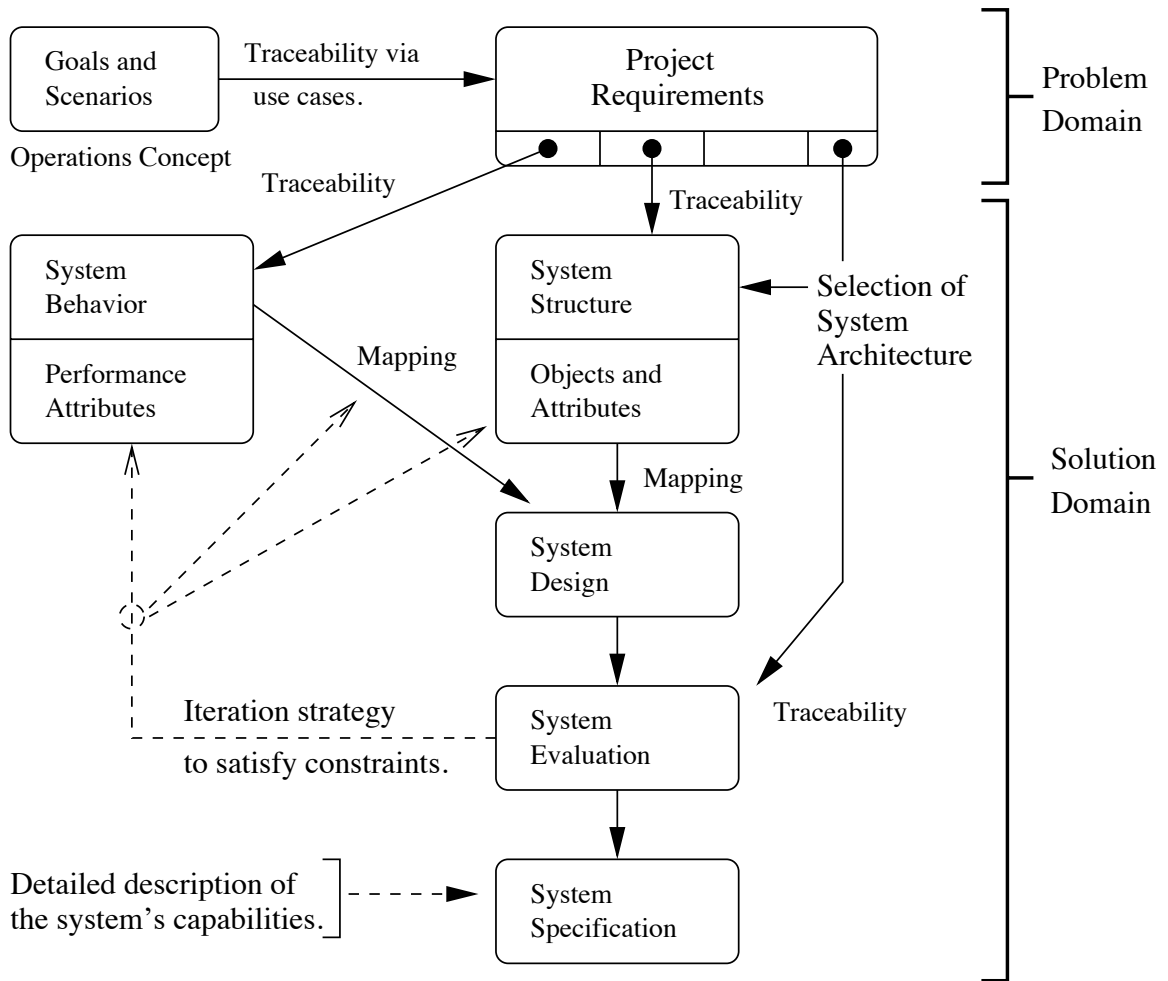 Goals and
Scenarios
Operations Concept
Traceability via
use cases.
Project
Requirements
Problem
Domain
Traceability
Traceability
System
Behavior
Performance
Attributes
Mapping
System
Structure
Objects and
Attributes
Selection of
System
Architecture
Mapping
Solution
Domain
System
Design
Iteration strategy
to satisfy constraints.
System
Evaluation
Traceability
Detailed description of
the system's capabilities.
System
Specification